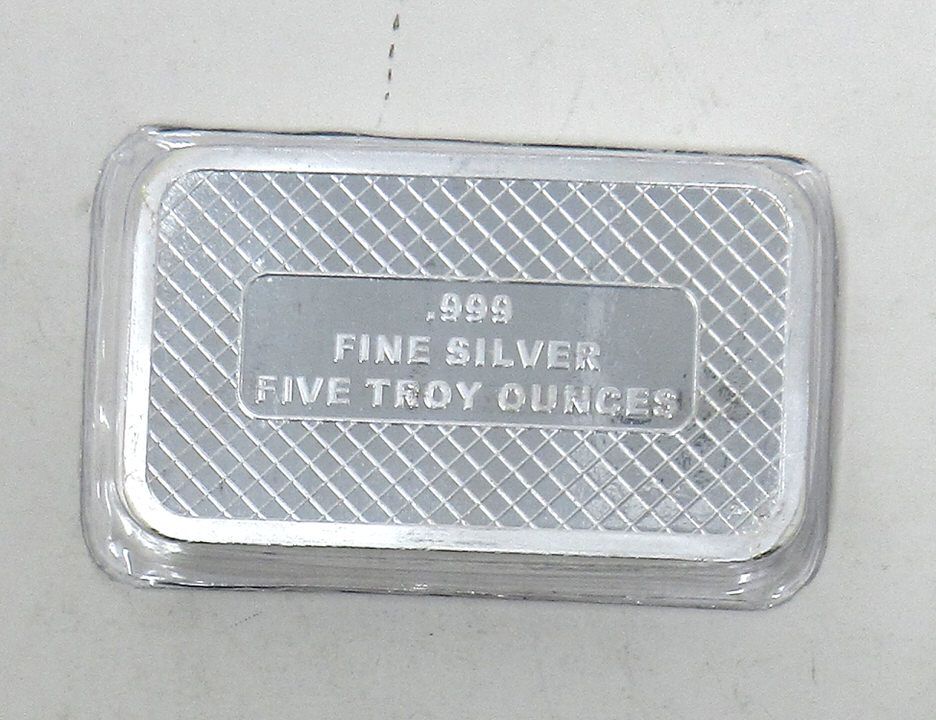 .999
FINE SILVER
FIVE TROY OUNCES